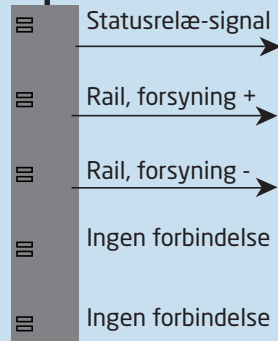 Statusrelæ-signal
Rail, forsyning +
Rail, forsyning -
Ingen forbindelse
Ingen forbindelse